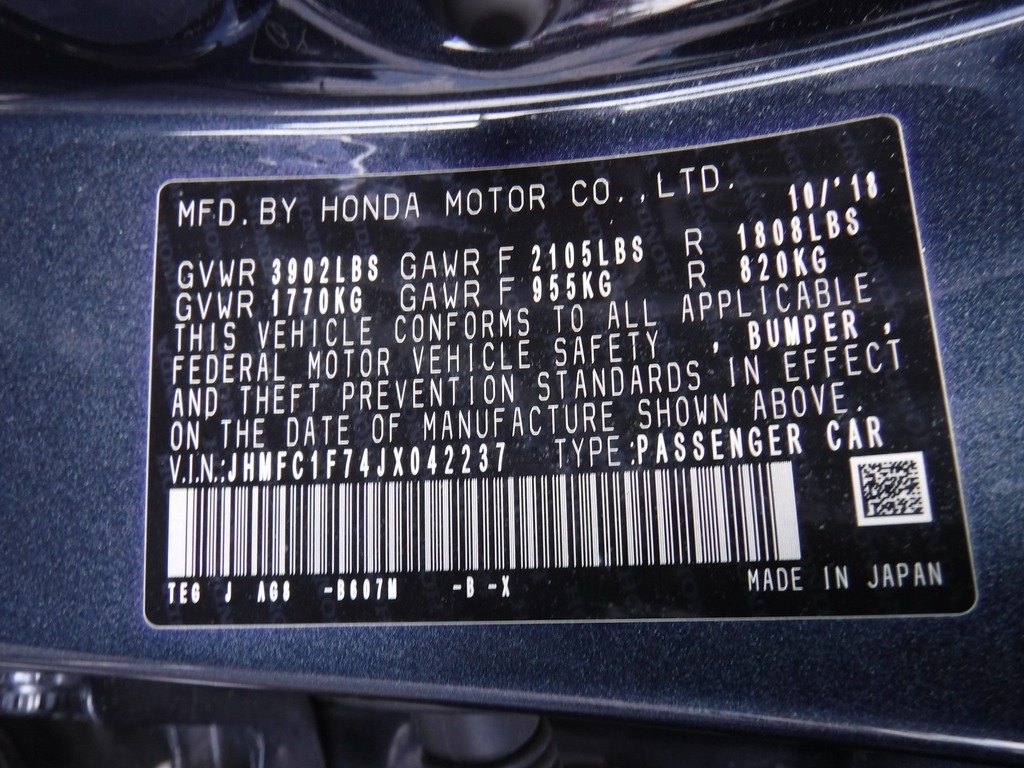 MFD. BY HONDA MOTOR CO., LTD. 10/'18
GVWR 3902LBS GAWR F 2105LBS R 1808LBS
GVWR 1770KG GAWR F 955KG R 820KG
THIS VEHICLE CONFORMS TO ALL APPLICABLE
FEDERAL MOTOR VEHICLE SAFETY , BUMPER ,
AND THEFT PREVENTION STANDARDS IN EFFECT
ON THE DATE OF MANUFACTURE SHOWN ABOVE.
V.I.N.:JHMFC1F74JX042237 TYPE:PASSENGER CAR
TEG J AG8 -B607M -B -X
MADE IN JAPAN